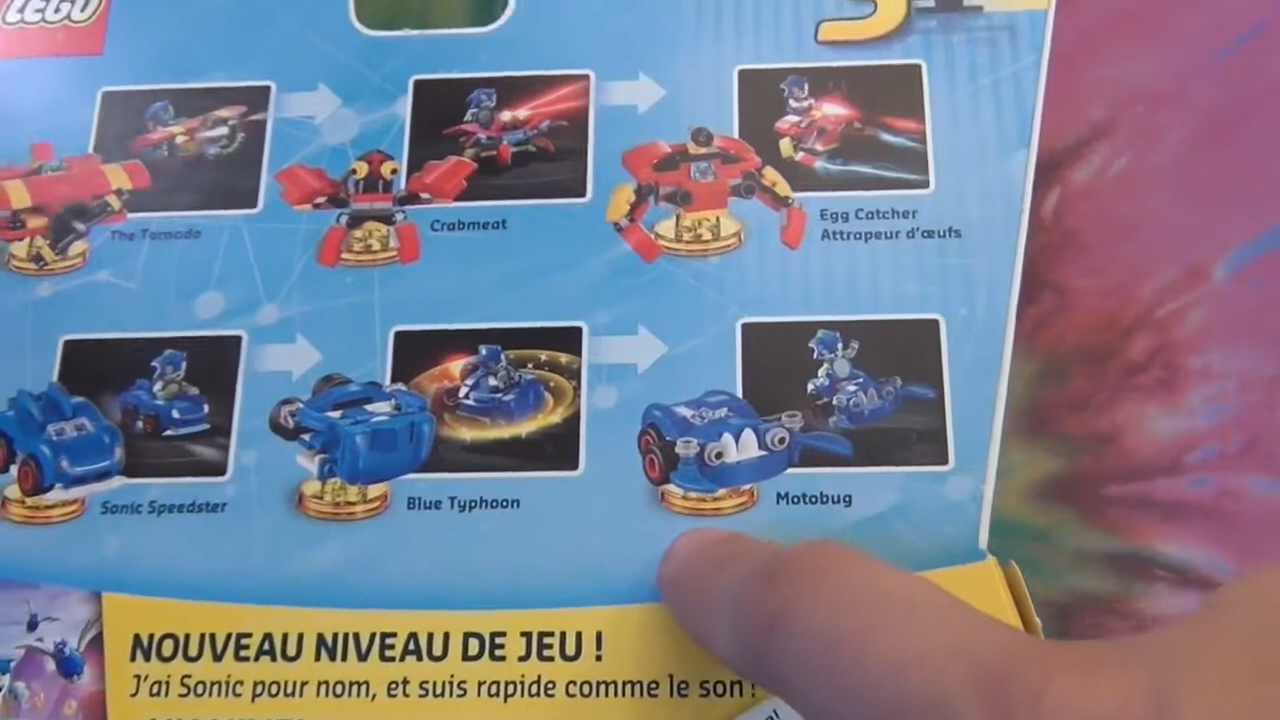 LEGO
The Tornado
Crabmeat
Egg Catcher
Attrapeur d'œufs
Sonic Speedster
Blue Typhoon
Motobug
NOUVEAU NIVEAU DE JEU !
J'ai Sonic pour nom, et suis rapide comme le son !